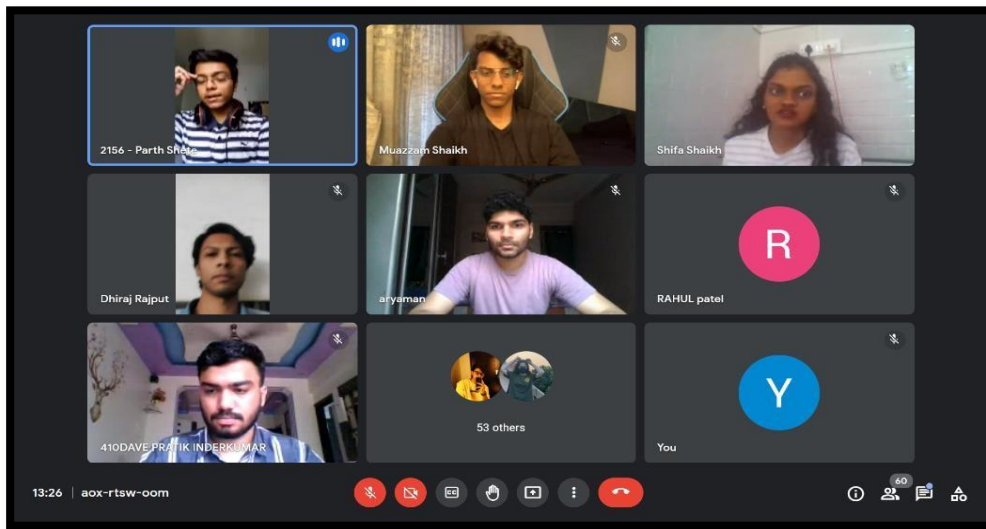 2156 - Parth Shete
Muazzam Shaikh
Shifa Shaikh
Dhiraj Rajput
aryaman
R
RAHUL patel
410DAVE PRATIK INDERKUMAR
53 others
Y
You
13:26 | aox-rtsw-oom
CC
60